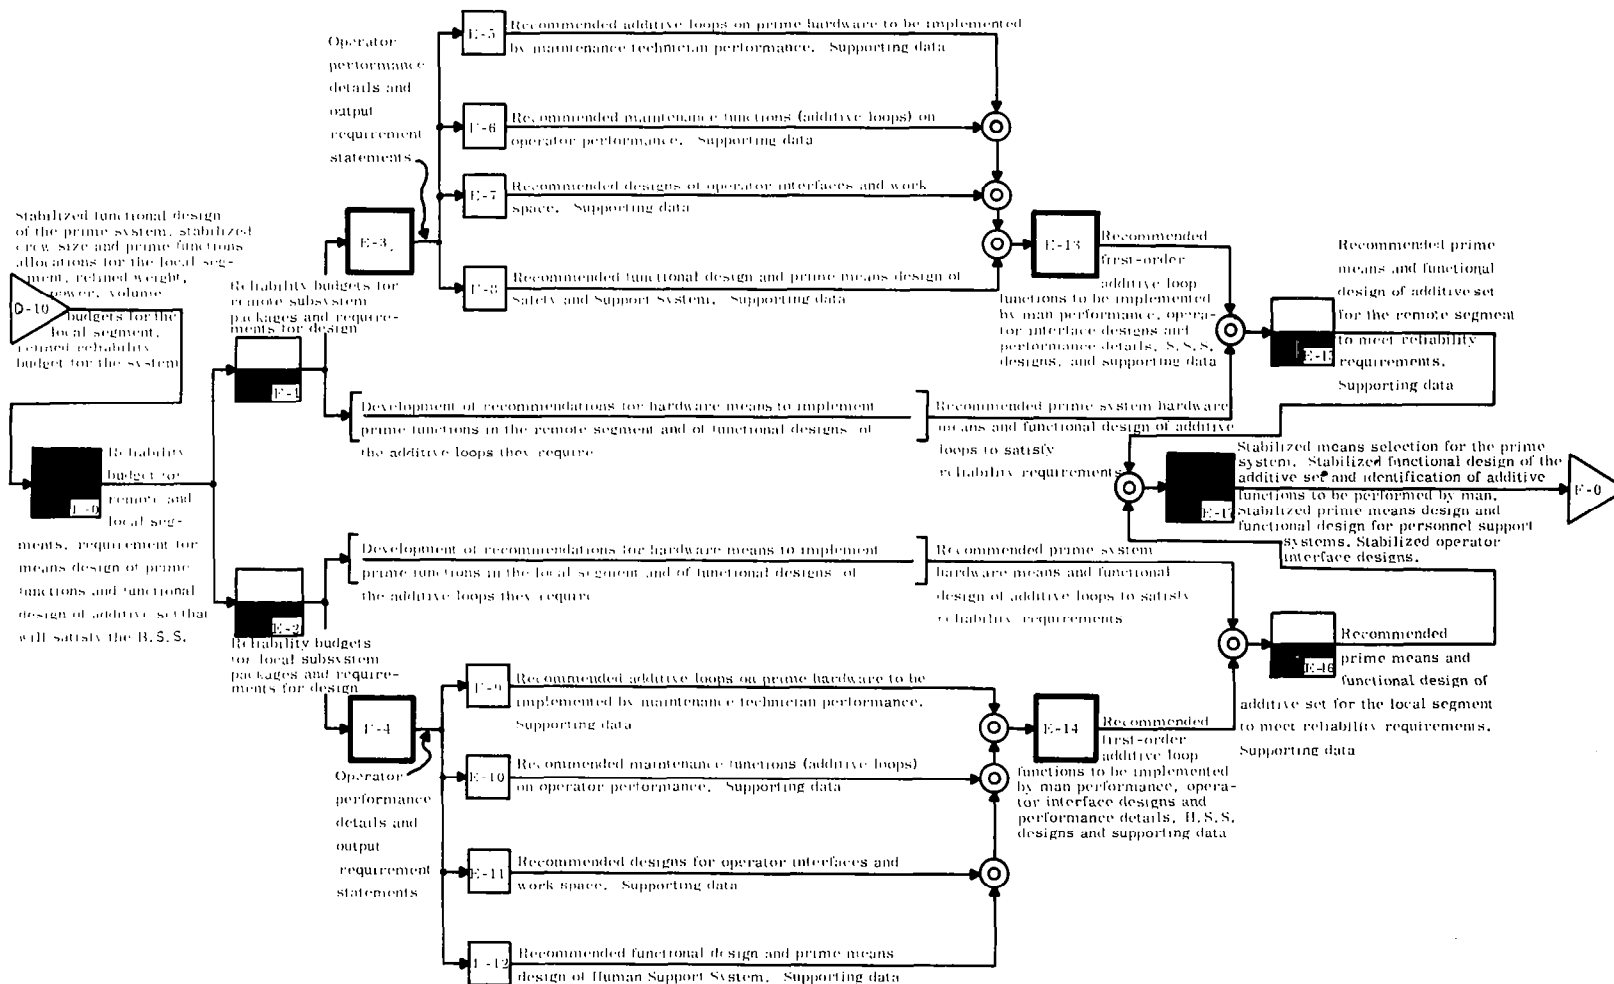 Stabilized functional design
of the prime system, stabilized
crew size and prime functions
allocations for the local seg-
ment, refined weight,
power, volume
budgets for the
local segment,
refined reliability
budget for the system
D-10
Reliability
budget for
remote and
local seg-
ments, requirement for
means design of prime
functions and functional
design of additive set that
will satisfy the H.S.S.
E-0
Reliability budgets for
remote subsystem
packages and require-
ments for design
E-1
Reliability budgets
for local subsystem
packages and require-
ments for design
E-2
Operator
performance
details and
output
requirement
statements
E-3
E-5
Recommended additive loops on prime hardware to be implemented
by maintenance technician performance. Supporting data
E-6
Recommended maintenance functions (additive loops) on
operator performance. Supporting data
E-7
Recommended designs of operator interfaces and work
space. Supporting data
E-8
Recommended functional design and prime means design of
Safety and Support System. Supporting data
E-13
Recommended
first-order
additive loop
functions to be implemented
by man performance, opera-
tor interface designs and
performance details, S.S.S.
designs, and supporting data
Development of recommendations for hardware means to implement
prime functions in the remote segment and of functional designs of
the additive loops they require
Recommended prime system hardware
means and functional design of additive
loops to satisfy
reliability requirements
E-15
Recommended prime
means and functional
design of additive set
for the remote segment
to meet reliability
requirements.
Supporting data
E-17
Stabilized means selection for the prime
system. Stabilized functional design of the
additive set and identification of additive
functions to be performed by man.
Stabilized prime means design and
functional design for personnel support
systems. Stabilized operator
interface designs.
F-0
Development of recommendations for hardware means to implement
prime functions in the local segment and of functional designs of
the additive loops they require
Recommended prime system
hardware means and functional
design of additive loops to satisfy
reliability requirements
E-16
Recommended
prime means and
functional design of
additive set for the local segment
to meet reliability requirements.
Supporting data
E-4
Operator
performance
details and
output
requirement
statements
E-9
Recommended additive loops on prime hardware to be
implemented by maintenance technician performance.
Supporting data
E-10
Recommended maintenance functions (additive loops)
on operator performance. Supporting data
E-11
Recommended designs for operator interfaces and
work space. Supporting data
E-12
Recommended functional design and prime means
design of Human Support System. Supporting data
E-14
Recommended
first-order
additive loop
functions to be implemented
by man performance, opera-
tor interface designs and
performance details, H.S.S.
designs and supporting data